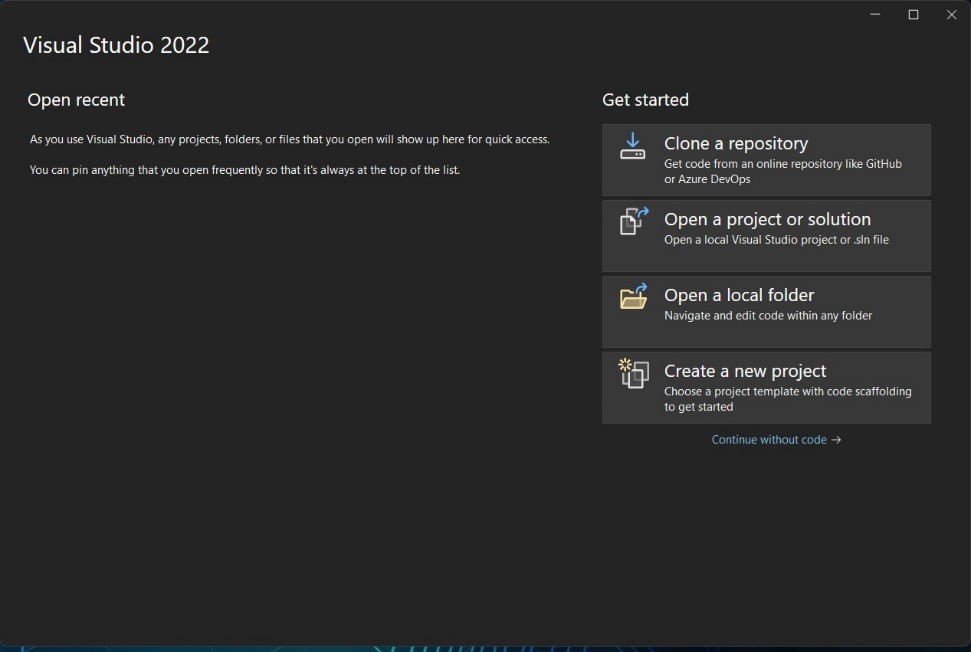 Visual Studio 2022
Open recent
As you use Visual Studio, any projects, folders, or files that you open will show up here for quick access.
You can pin anything that you open frequently so that it's always at the top of the list.
Get started
Clone a repository
Get code from an online repository like GitHub
or Azure DevOps
Open a project or solution
Open a local Visual Studio project or .sln file
Open a local folder
Navigate and edit code within any folder
Create a new project
Choose a project template with code scaffolding
to get started
Continue without code →